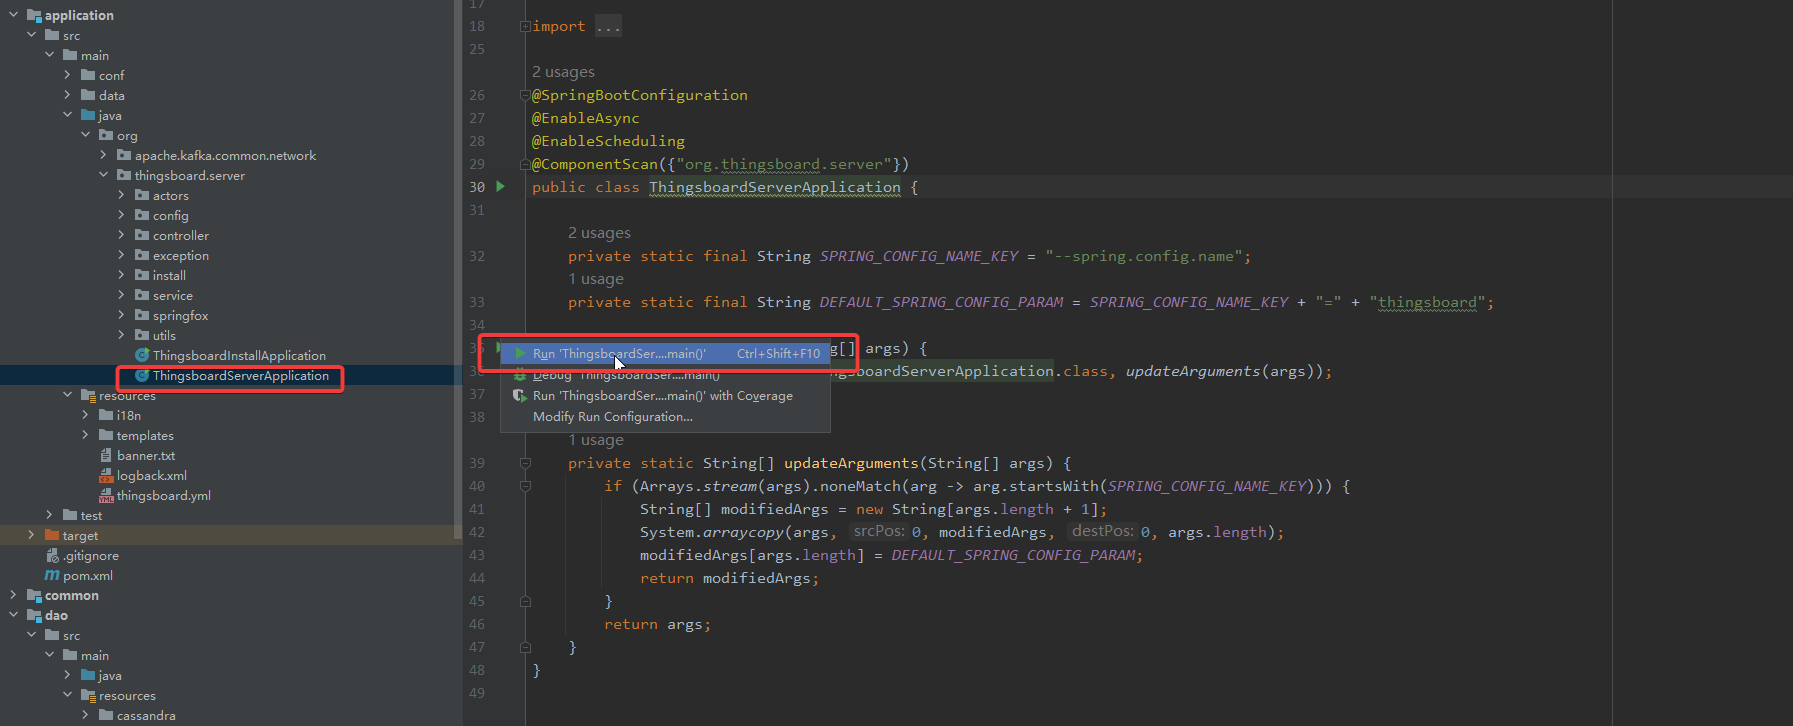 application
src
main
conf
data
java
org
apache.kafka.common.network
thingsboard.server
actors
config
controller
exception
install
service
springfox
utils
ThingsboardInstallApplication
ThingsboardServerApplication
resources
i18n
templates
banner.txt
logback.xml
thingsboard.yml
test
target
.gitignore
pom.xml
common
dao
src
main
java
resources
cassandra
17
18 import ...
25
2 usages
26 @SpringBootConfiguration
27 @EnableAsync
28 @EnableScheduling
29 @ComponentScan({"org.thingsboard.server"})
30 public class ThingsboardServerApplication {
31
2 usages
32 private static final String SPRING_CONFIG_NAME_KEY = "--spring.config.name";
1 usage
33 private static final String DEFAULT_SPRING_CONFIG_PARAM = SPRING_CONFIG_NAME_KEY + "=" + "thingsboard";
34
Run 'ThingsboardSer....main()' Ctrl+Shift+F10 g[] args) {
Debug 'ThingsboardSer....main()' ngsboardServerApplication.class, updateArguments(args));
37 Run 'ThingsboardSer....main()' with Coverage
38 Modify Run Configuration...
1 usage
39 private static String[] updateArguments(String[] args) {
40 if (Arrays.stream(args).noneMatch(arg -> arg.startsWith(SPRING_CONFIG_NAME_KEY))) {
41 String[] modifiedArgs = new String[args.length + 1];
42 System.arraycopy(args, srcPos: 0, modifiedArgs, destPos: 0, args.length);
43 modifiedArgs[args.length] = DEFAULT_SPRING_CONFIG_PARAM;
44 return modifiedArgs;
45 }
46 return args;
47 }
48 }
49